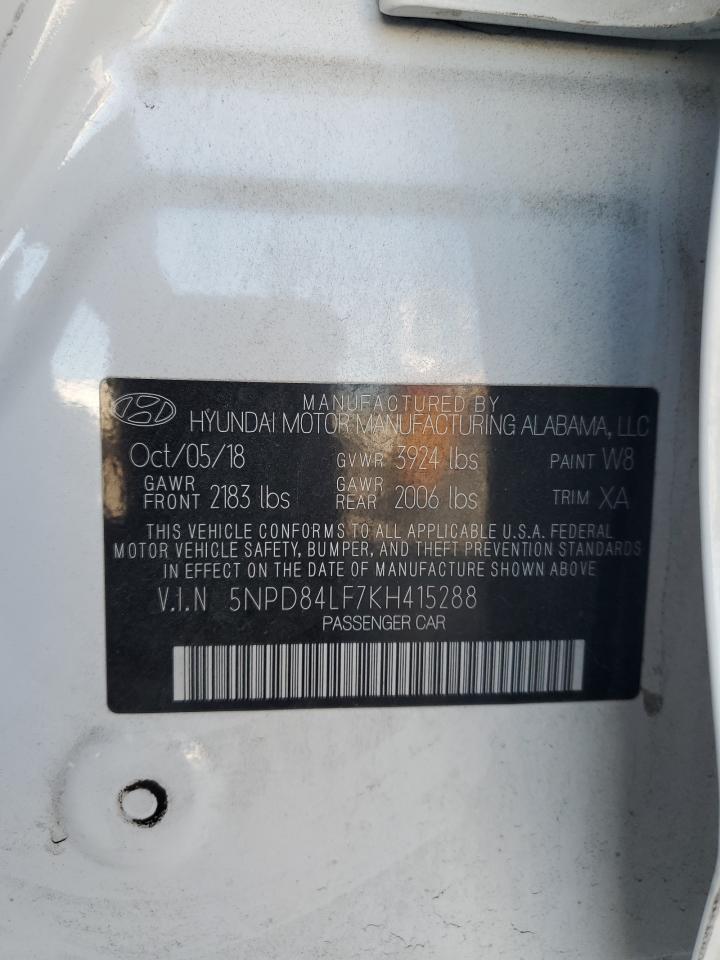 MANUFACTURED BY
HYUNDAI MOTOR MANUFACTURING ALABAMA, LLC
Oct/05/18 GVWR 3924 lbs PAINT W8
GAWR FRONT 2183 lbs GAWR REAR 2006 lbs TRIM XA
THIS VEHICLE CONFORMS TO ALL APPLICABLE U.S.A. FEDERAL
MOTOR VEHICLE SAFETY, BUMPER, AND THEFT PREVENTION STANDARDS
IN EFFECT ON THE DATE OF MANUFACTURE SHOWN ABOVE
V.I.N 5NPD84LF7KH415288
PASSENGER CAR